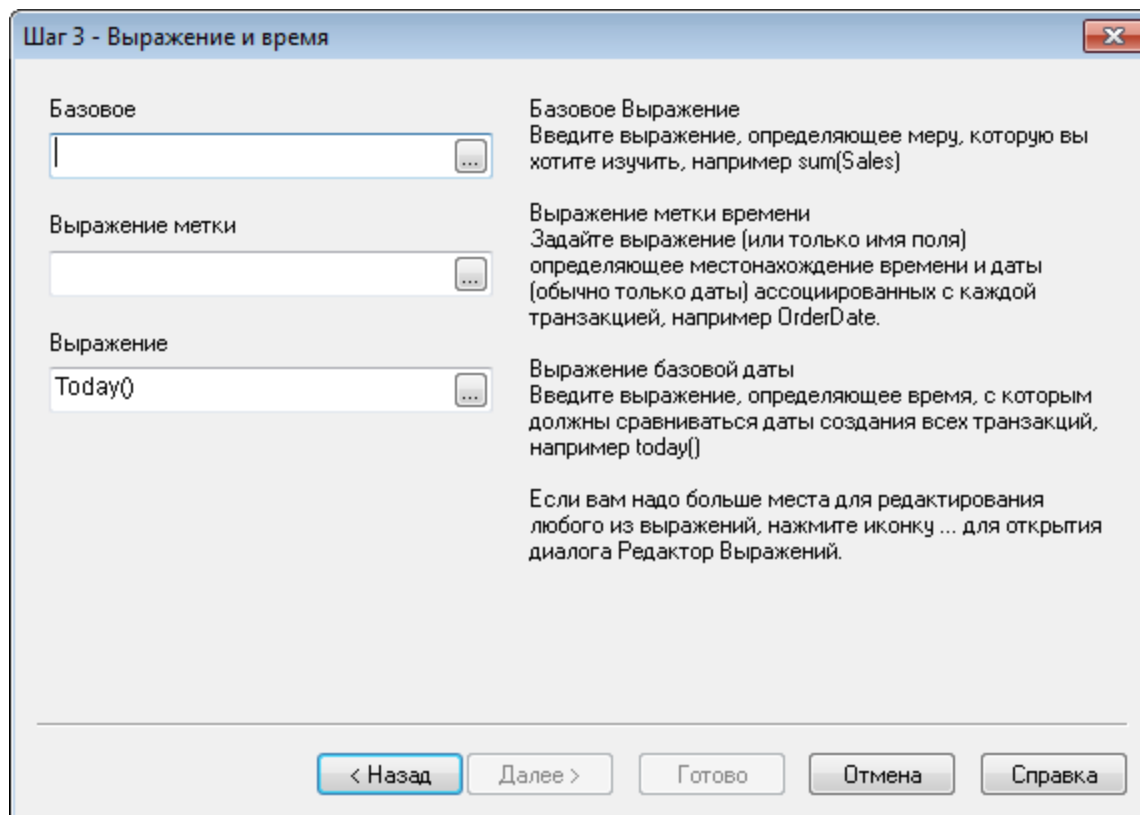 Шаг 3 - Выражение и время
Базовое
...
Выражение метки
...
Выражение
Today()
...
Базовое Выражение
Введите выражение, определяющее меру, которую вы
хотите изучить, например sum(Sales)
Выражение метки времени
Задайте выражение (или только имя поля)
определяющее местонахождение времени и даты
(обычно только даты) ассоциированных с каждой
транзакцией, например OrderDate.
Выражение базовой даты
Введите выражение, определяющее время, с которым
должны сравниваться даты создания всех транзакций,
например today()
Если вам надо больше места для редактирования
любого из выражений, нажмите иконку ... для открытия
диалога Редактор Выражений.
< Назад
Далее >
Готово
Отмена
Справка